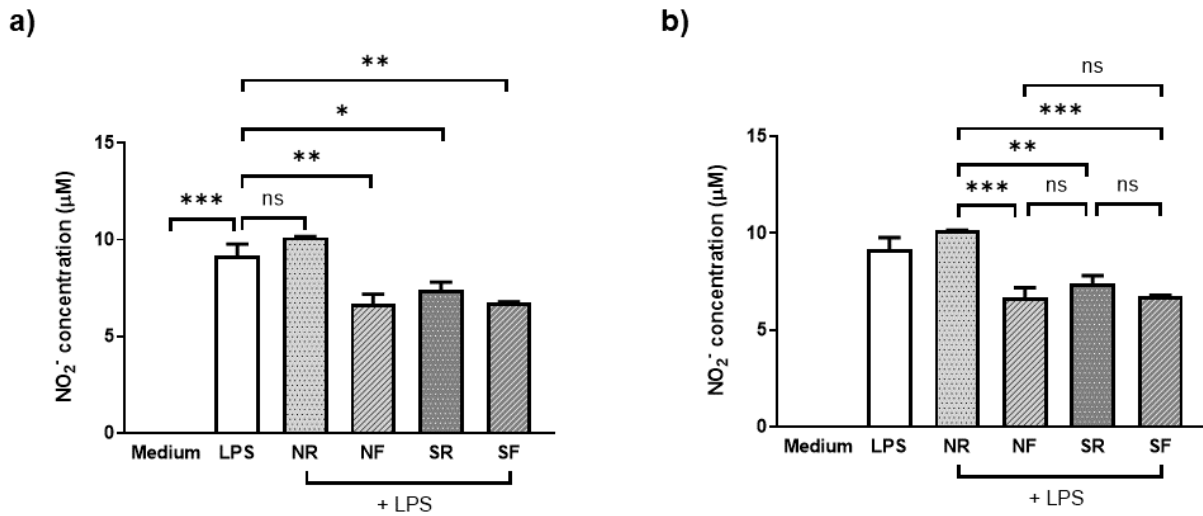 a)
**
*
**
***
ns
15
10
5
0
NO₂⁻ concentration (μM)
Medium LPS NR NF SR SF
+ LPS
b)
ns
***
**
***
ns
ns
15
10
5
0
NO₂⁻ concentration (μM)
Medium LPS NR NF SR SF
+ LPS